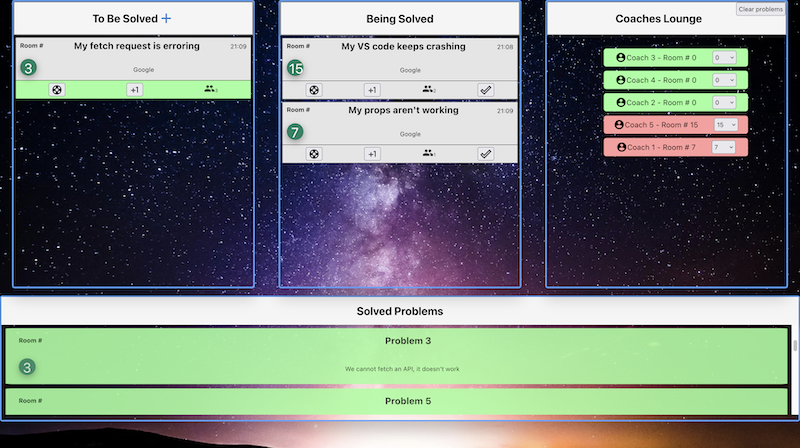 To Be Solved +
Room #
My fetch request is erroring
21:09
3
Google
+1
3
Being Solved
Room #
My VS code keeps crashing
21:08
15
Google
+1
2
Room #
My props aren't working
21:09
7
Google
+1
1
Clear problems
Coaches Lounge
Coach 3 - Room # 0
0
Coach 4 - Room # 0
0
Coach 2 - Room # 0
0
Coach 5 - Room # 15
15
Coach 1 - Room # 7
7
Solved Problems
Room #
Problem 3
3
We cannot fetch an API, it doesn't work
Room #
Problem 5